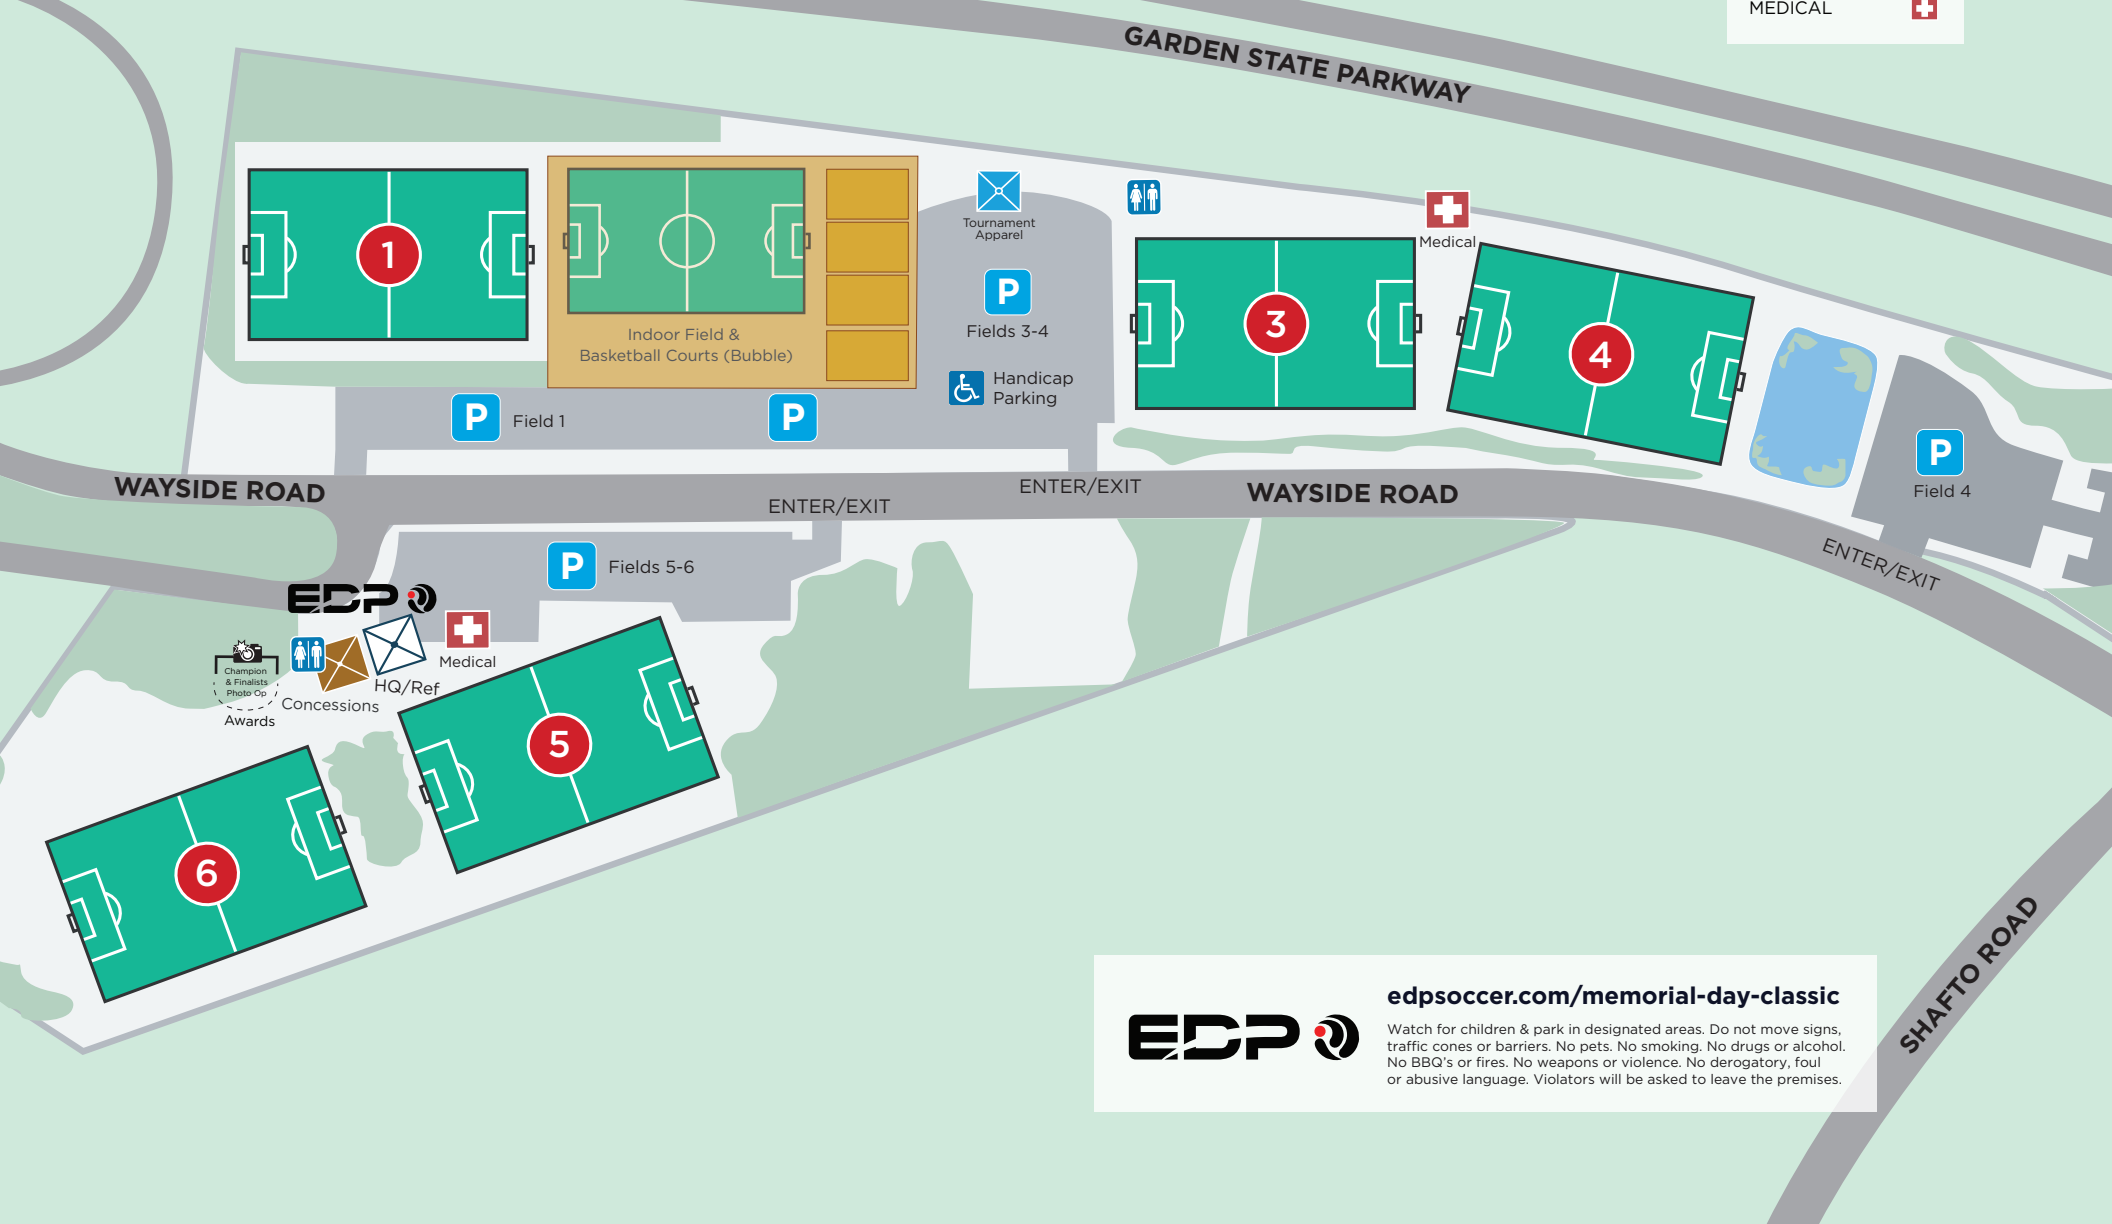 MEDICAL
GARDEN STATE PARKWAY
1
Indoor Field &
Basketball Courts (Bubble)
Tournament
Apparel
P
Fields 3-4
Handicap
Parking
3
Medical
4
P
Field 1
P
P
Field 4
WAYSIDE ROAD
ENTER/EXIT
ENTER/EXIT
WAYSIDE ROAD
ENTER/EXIT
P
Fields 5-6
EDP
Medical
HQ/Ref
Concessions
Champion
& Finalists
Photo Op
Awards
5
6
SHAFTO ROAD
EDP
edpsoccer.com/memorial-day-classic
Watch for children & park in designated areas. Do not move signs,
traffic cones or barriers. No pets. No smoking. No drugs or alcohol.
No BBQ's or fires. No weapons or violence. No derogatory, foul
or abusive language. Violators will be asked to leave the premises.